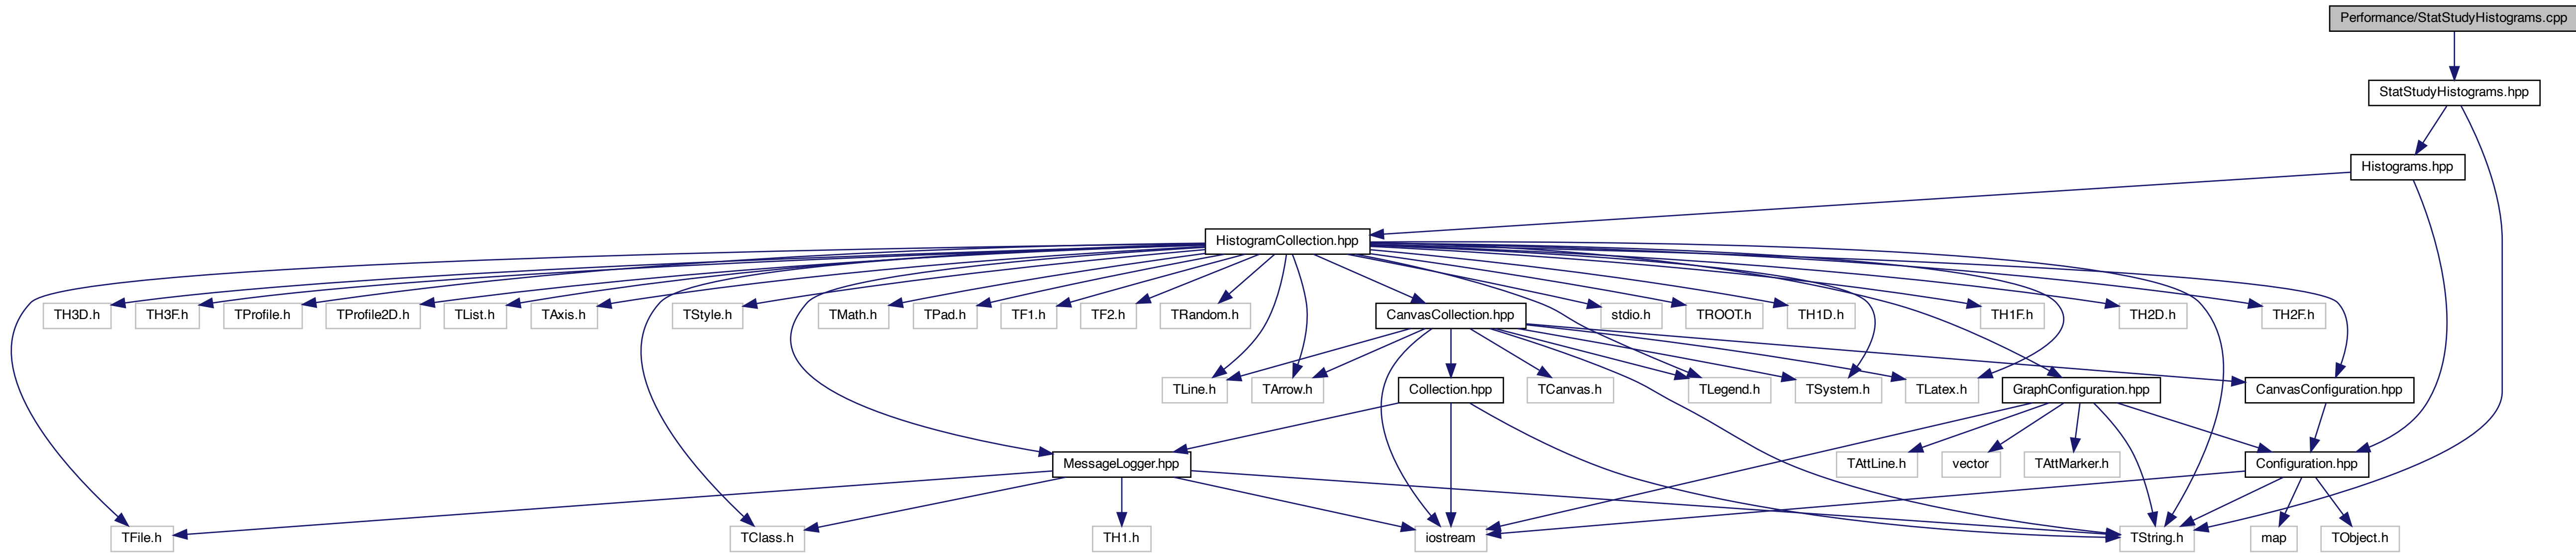 Performance/StatStudyHistograms.cpp
StatStudyHistograms.hpp
Histograms.hpp
HistogramCollection.hpp
TH3D.h
TH3F.h
TProfile.h
TProfile2D.h
TList.h
TAxis.h
TStyle.h
TMath.h
TPad.h
TF1.h
TF2.h
TRandom.h
CanvasCollection.hpp
stdio.h
TROOT.h
TH1D.h
TH1F.h
TH2D.h
TH2F.h
TLine.h
TArrow.h
Collection.hpp
TCanvas.h
TLegend.h
TSystem.h
TLatex.h
GraphConfiguration.hpp
CanvasConfiguration.hpp
MessageLogger.hpp
TAttLine.h
vector
TAttMarker.h
Configuration.hpp
TFile.h
TClass.h
TH1.h
iostream
TString.h
map
TObject.h